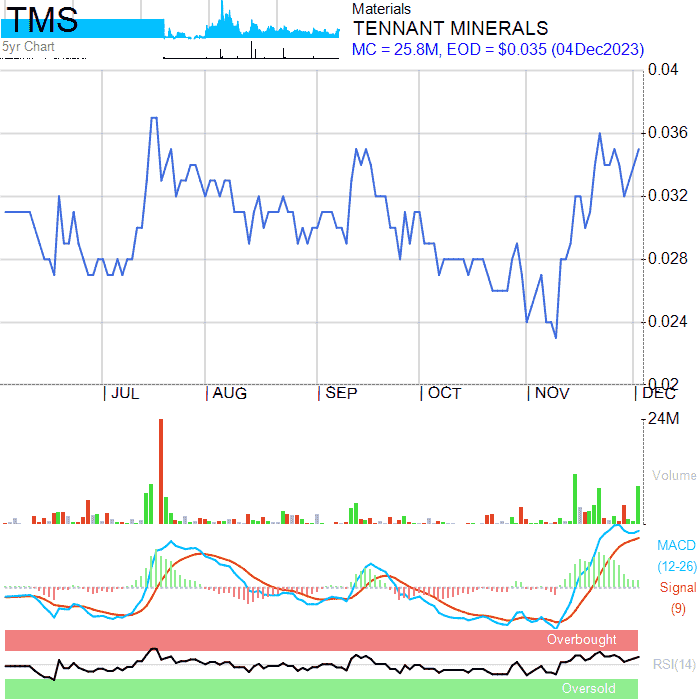 TMS
5yr Chart
Materials
TENNANT MINERALS
MC = 25.8M, EOD = $0.035 (04Dec2023)
0.04
0.036
0.032
0.028
0.024
0.02
JUL AUG SEP OCT NOV DEC
24M
Volume
MACD
(12-26)
Signal
(9)
Overbought
RSI(14)
Oversold